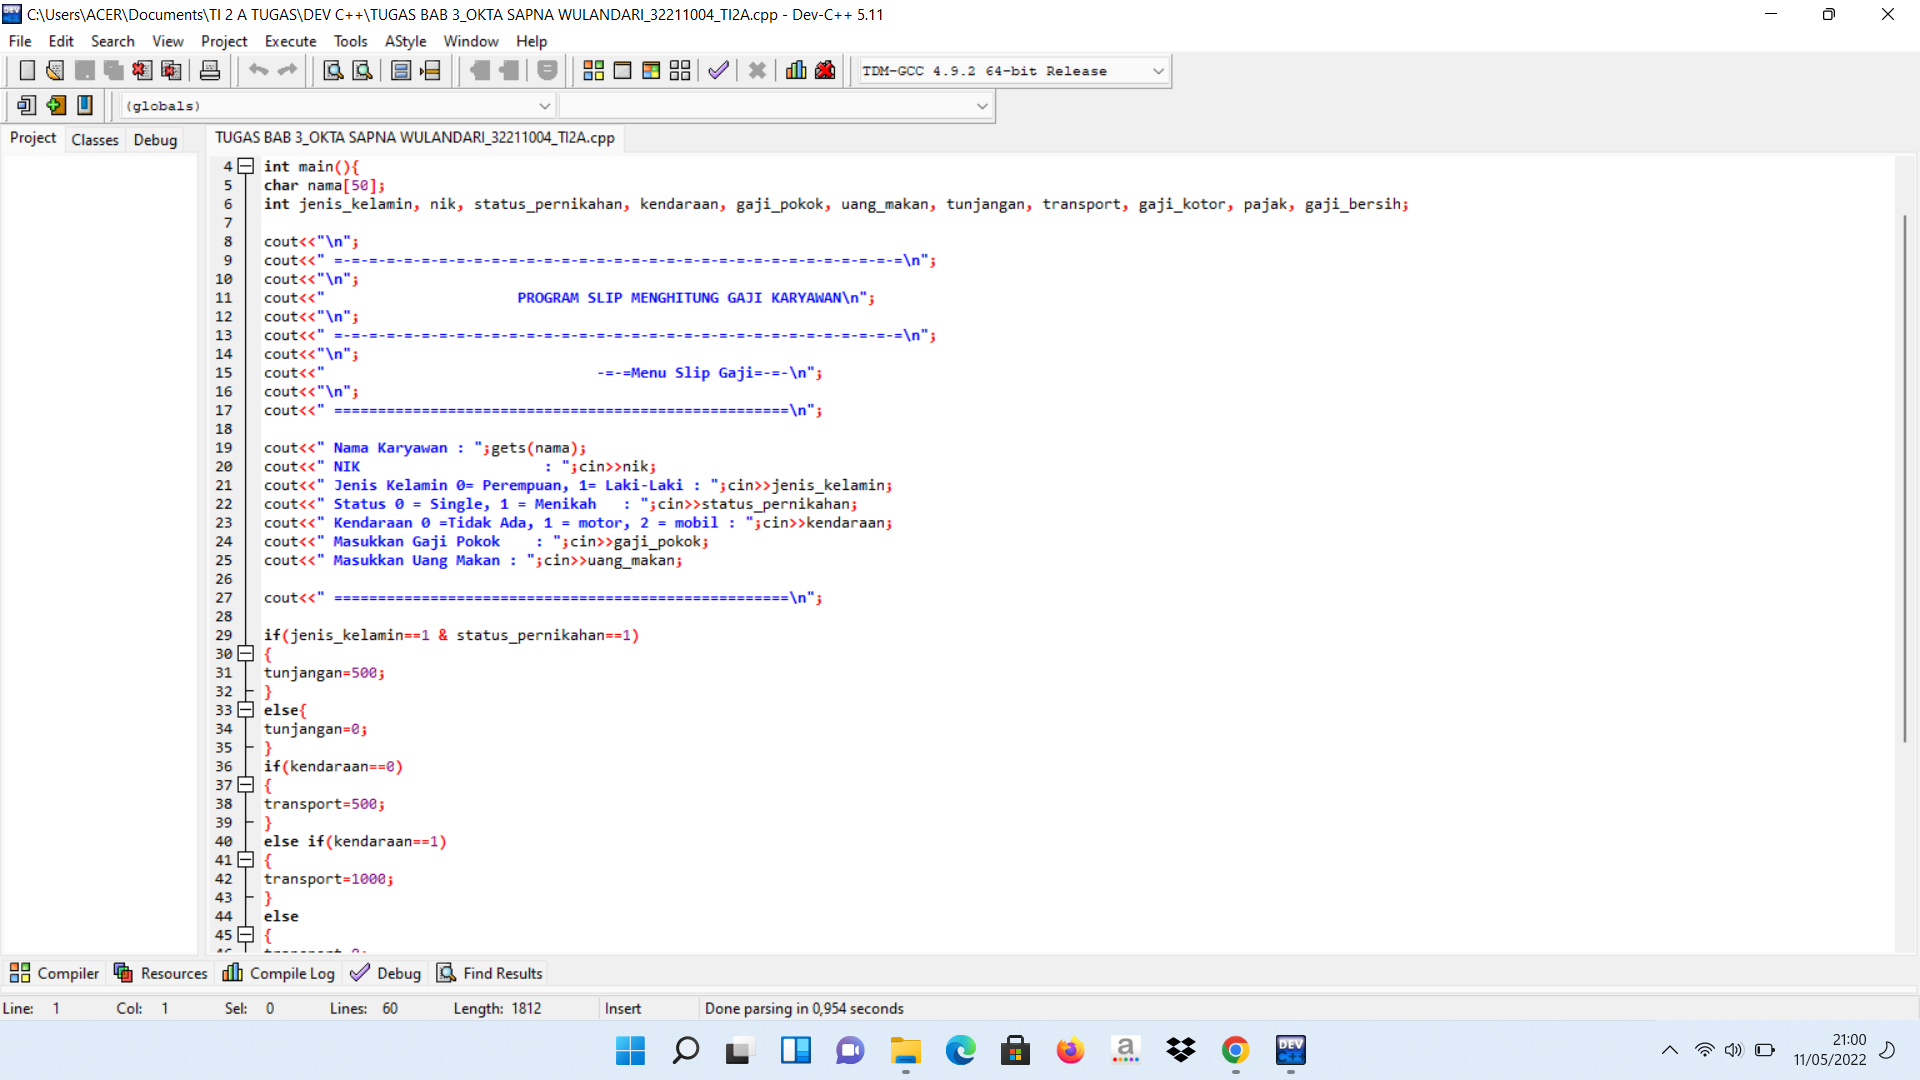 C:\Users\ACER\Documents\TI 2 A TUGAS\DEV C++\TUGAS BAB 3_OKTA SAPNA WULANDARI_32211004_TI2A.cpp - Dev-C++ 5.11
File Edit Search View Project Execute Tools AStyle Window Help
TDM-GCC 4.9.2 64-bit Release
(globals)
Project Classes Debug
TUGAS BAB 3_OKTA SAPNA WULANDARI_32211004_TI2A.cpp
4 int main(){
5 char nama[50];
6 int jenis_kelamin, nik, status_pernikahan, kendaraan, gaji_pokok, uang_makan, tunjangan, transport, gaji_kotor, pajak, gaji_bersih;
7
8 cout<<"\n";
9 cout<<" =-=-=-=-=-=-=-=-=-=-=-=-=-=-=-=-=-=-=-=-=-=-=-=-=-=-=-=-=-=-=-=-=\n";
10 cout<<"\n";
11 cout<<"                      PROGRAM SLIP MENGHITUNG GAJI KARYAWAN\n";
12 cout<<"\n";
13 cout<<" =-=-=-=-=-=-=-=-=-=-=-=-=-=-=-=-=-=-=-=-=-=-=-=-=-=-=-=-=-=-=-=-=\n";
14 cout<<"\n";
15 cout<<"                               -=-=Menu Slip Gaji=-=-\n";
16 cout<<"\n";
17 cout<<" ====================================================\n";
18
19 cout<<" Nama Karyawan : ";gets(nama);
20 cout<<" NIK                     : ";cin>>nik;
21 cout<<" Jenis Kelamin 0= Perempuan, 1= Laki-Laki : ";cin>>jenis_kelamin;
22 cout<<" Status 0 = Single, 1 = Menikah   : ";cin>>status_pernikahan;
23 cout<<" Kendaraan 0 =Tidak Ada, 1 = motor, 2 = mobil : ";cin>>kendaraan;
24 cout<<" Masukkan Gaji Pokok    : ";cin>>gaji_pokok;
25 cout<<" Masukkan Uang Makan : ";cin>>uang_makan;
26
27 cout<<" ====================================================\n";
28
29 if(jenis_kelamin==1 & status_pernikahan==1)
30 {
31 tunjangan=500;
32 }
33 else{
34 tunjangan=0;
35 }
36 if(kendaraan==0)
37 {
38 transport=500;
39 }
40 else if(kendaraan==1)
41 {
42 transport=1000;
43 }
44 else
45 {
Compiler Resources Compile Log Debug Find Results
Line: 1 Col: 1 Sel: 0 Lines: 60 Length: 1812 Insert Done parsing in 0,954 seconds
a
DEV C++
21:00
11/05/2022